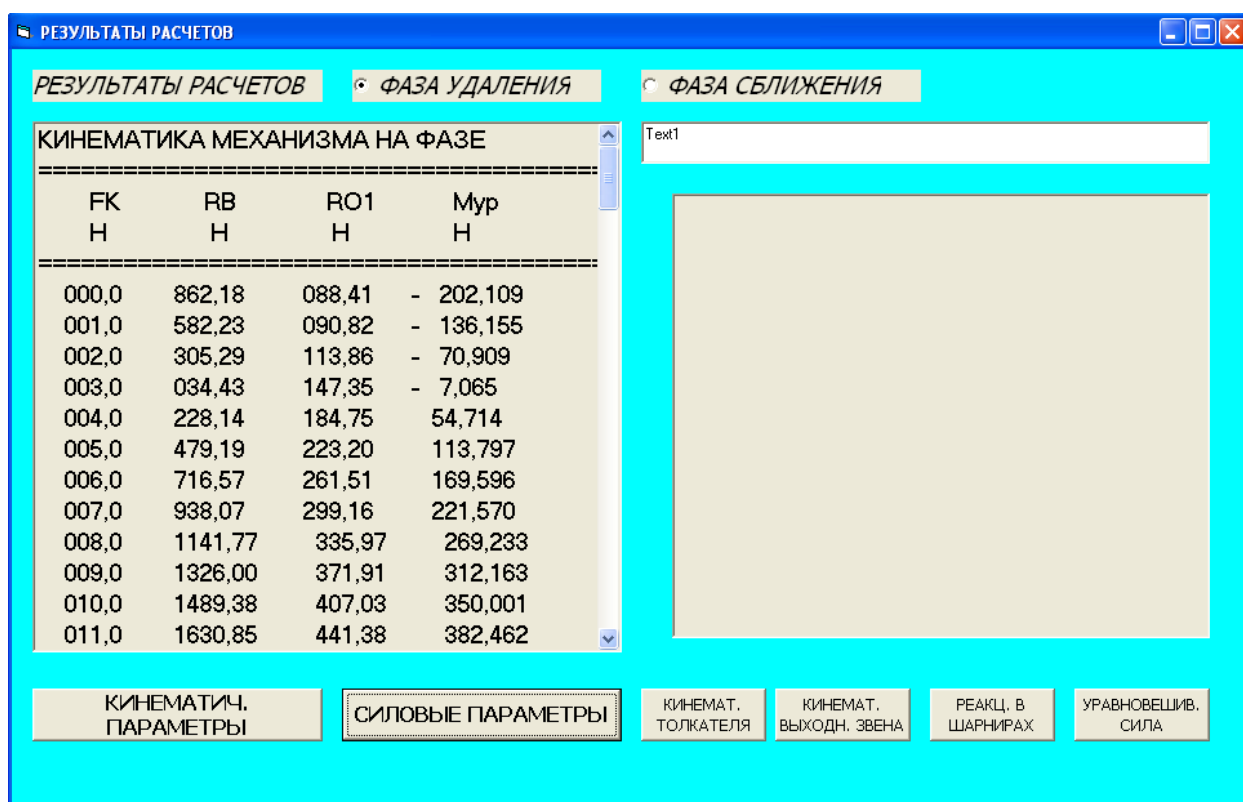 РЕЗУЛЬТАТЫ РАСЧЕТОВ
РЕЗУЛЬТАТЫ РАСЧЕТОВ ФАЗА УДАЛЕНИЯ ФАЗА СБЛИЖЕНИЯ
КИНЕМАТИКА МЕХАНИЗМА НА ФАЗЕ
Text1
========================================
FK RB RO1 Мур
Н Н Н Н
========================================
000,0 862,18 088,41 - 202,109
001,0 582,23 090,82 - 136,155
002,0 305,29 113,86 - 70,909
003,0 034,43 147,35 - 7,065
004,0 228,14 184,75 54,714
005,0 479,19 223,20 113,797
006,0 716,57 261,51 169,596
007,0 938,07 299,16 221,570
008,0 1141,77 335,97 269,233
009,0 1326,00 371,91 312,163
010,0 1489,38 407,03 350,001
011,0 1630,85 441,38 382,462
КИНЕМАТИЧ.
ПАРАМЕТРЫ
СИЛОВЫЕ ПАРАМЕТРЫ
КИНЕМАТ.
ТОЛКАТЕЛЯ
КИНЕМАТ.
ВЫХОДН. ЗВЕНА
РЕАКЦ. В
ШАРНИРАХ
УРАВНОВЕШИВ.
СИЛА